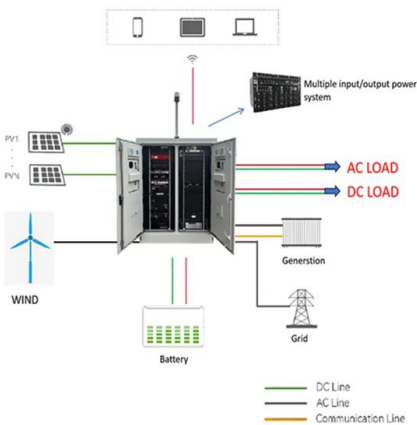 Multiple input/output power
system
PV1
PVN
AC LOAD
DC LOAD
WIND
Generstion
Battery
Grid
DC Line
AC Line
Communication Line